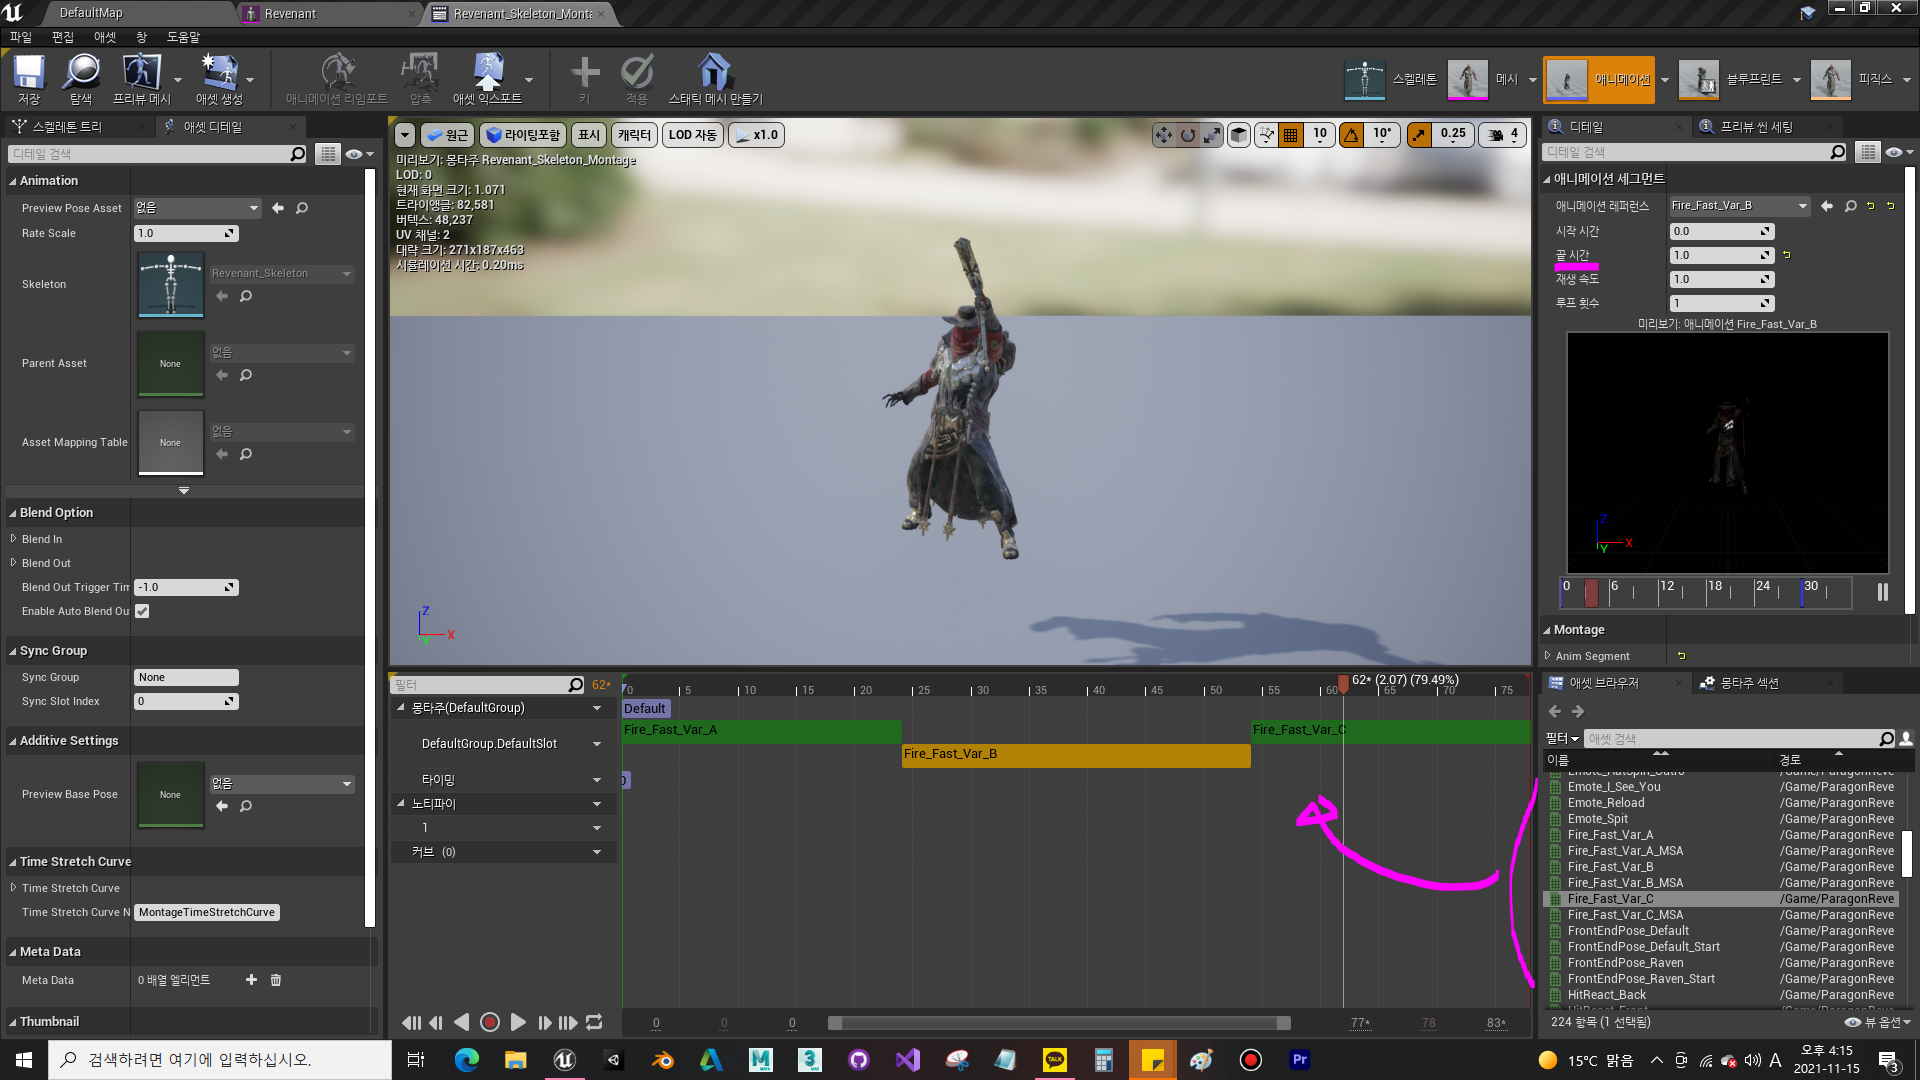 DefaultMap
Revenant
Revenant_Skeleton_Monta
파일 편집 애셋 창 도움말
저장
탐색
프리뷰 메시
애셋 생성
애니메이션 리임포트
압축
애셋 익스포트
키
적용
스태틱 메시 만들기
스켈레톤
메시
애니메이션
블루프린트
피직스
스켈레톤 트리
애셋 디테일
디테일 검색
Animation
Preview Pose Asset 없음
Rate Scale 1.0
Skeleton Revenant_Skeleton
Parent Asset None 없음
Asset Mapping Table None 없음
Blend Option
Blend In
Blend Out
Blend Out Trigger Tim -1.0
Enable Auto Blend Ou
Sync Group
Sync Group None
Sync Slot Index 0
Additive Settings
Preview Base Pose None 없음
Time Stretch Curve
Time Stretch Curve
Time Stretch Curve N MontageTimeStretchCurve
Meta Data
Meta Data 0 배열 엘리먼트
Thumbnail
원근 라이팅포함 표시 캐릭터 LOD 자동 x1.0
10 10° 0.25 4
미리보기: 몽타주 Revenant_Skeleton_Montage
LOD: 0
현재 화면 크기: 1.071
트라이앵글: 82,581
버텍스: 48,237
UV 채널: 2
대략 크기: 271x187x463
시뮬레이션 시간: 0.20ms
Z
X
Y
필터 62*
0 5 10 15 20 25 30 35 40 45 50 55 60 62* (2.07) (79.49%) 70 75
몽타주(DefaultGroup) Default
DefaultGroup.DefaultSlot
Fire_Fast_Var_A
Fire_Fast_Var_B
Fire_Fast_Var_C
타이밍
노티파이
1
커브 (0)
0 0 0 77* 78 83*
디테일
프리뷰 씬 세팅
디테일 검색
애니메이션 세그먼트
애니메이션 레퍼런스 Fire_Fast_Var_B
시작 시간 0.0
끝 시간 1.0
재생 속도 1.0
루프 횟수 1
미리보기: 애니메이션 Fire_Fast_Var_B
Z
X
Y
0 6 12 18 24 30
Montage
Anim Segment
애셋 브라우저
몽타주 섹션
필터 애셋 검색
이름 경로
Emote_I_See_You /Game/ParagonReve
Emote_Reload /Game/ParagonReve
Emote_Spit /Game/ParagonReve
Fire_Fast_Var_A /Game/ParagonReve
Fire_Fast_Var_A_MSA /Game/ParagonReve
Fire_Fast_Var_B /Game/ParagonReve
Fire_Fast_Var_B_MSA /Game/ParagonReve
Fire_Fast_Var_C /Game/ParagonReve
Fire_Fast_Var_C_MSA /Game/ParagonReve
FrontEndPose_Default /Game/ParagonReve
FrontEndPose_Default_Start /Game/ParagonReve
FrontEndPose_Raven /Game/ParagonReve
FrontEndPose_Raven_Start /Game/ParagonReve
HitReact_Back /Game/ParagonReve
224 항목 (1 선택됨) 뷰 옵션
검색하려면 여기에 입력하십시오.
TALK
Pr
15°C 맑음
A
오후 4:15
2021-11-15
3